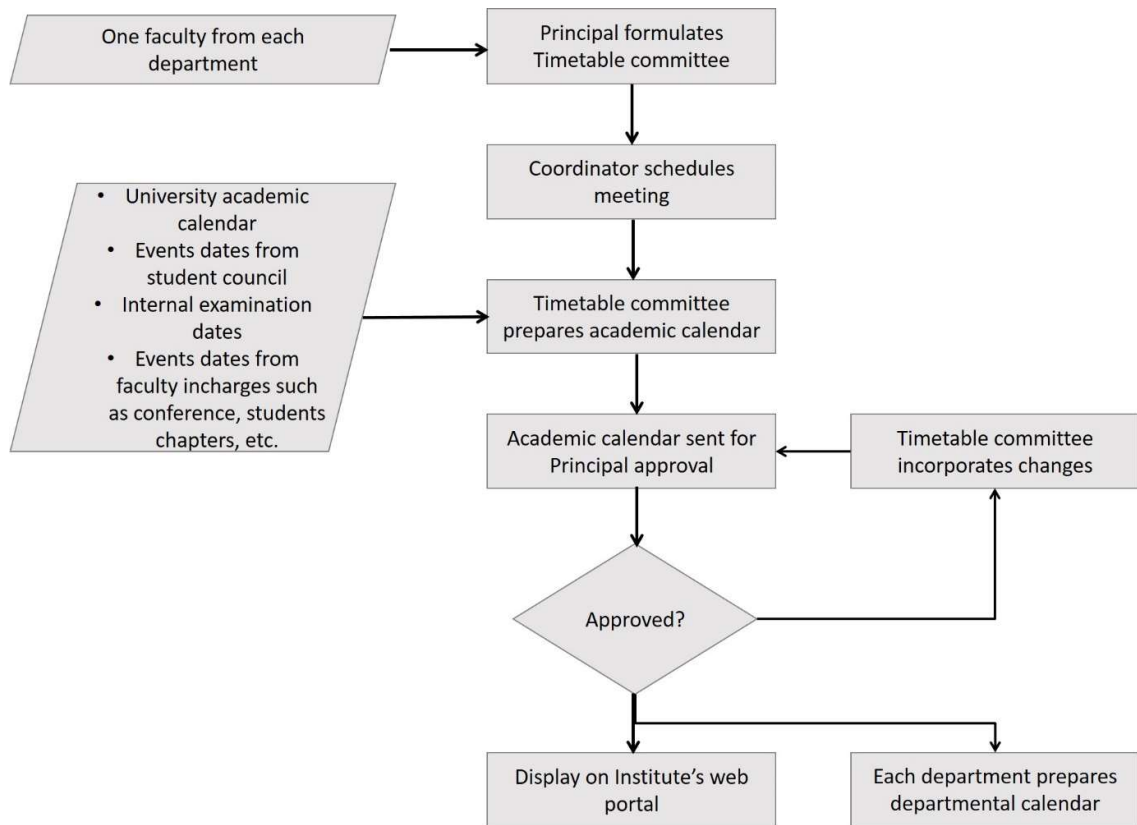 One faculty from each
department
Principal formulates
Timetable committee
Coordinator schedules
meeting
• University academic
calendar
• Events dates from
student council
• Internal examination
dates
• Events dates from
faculty incharges such
as conference, students
chapters, etc.
Timetable committee
prepares academic calendar
Academic calendar sent for
Principal approval
Timetable committee
incorporates changes
Approved?
Display on Institute’s web
portal
Each department prepares
departmental calendar